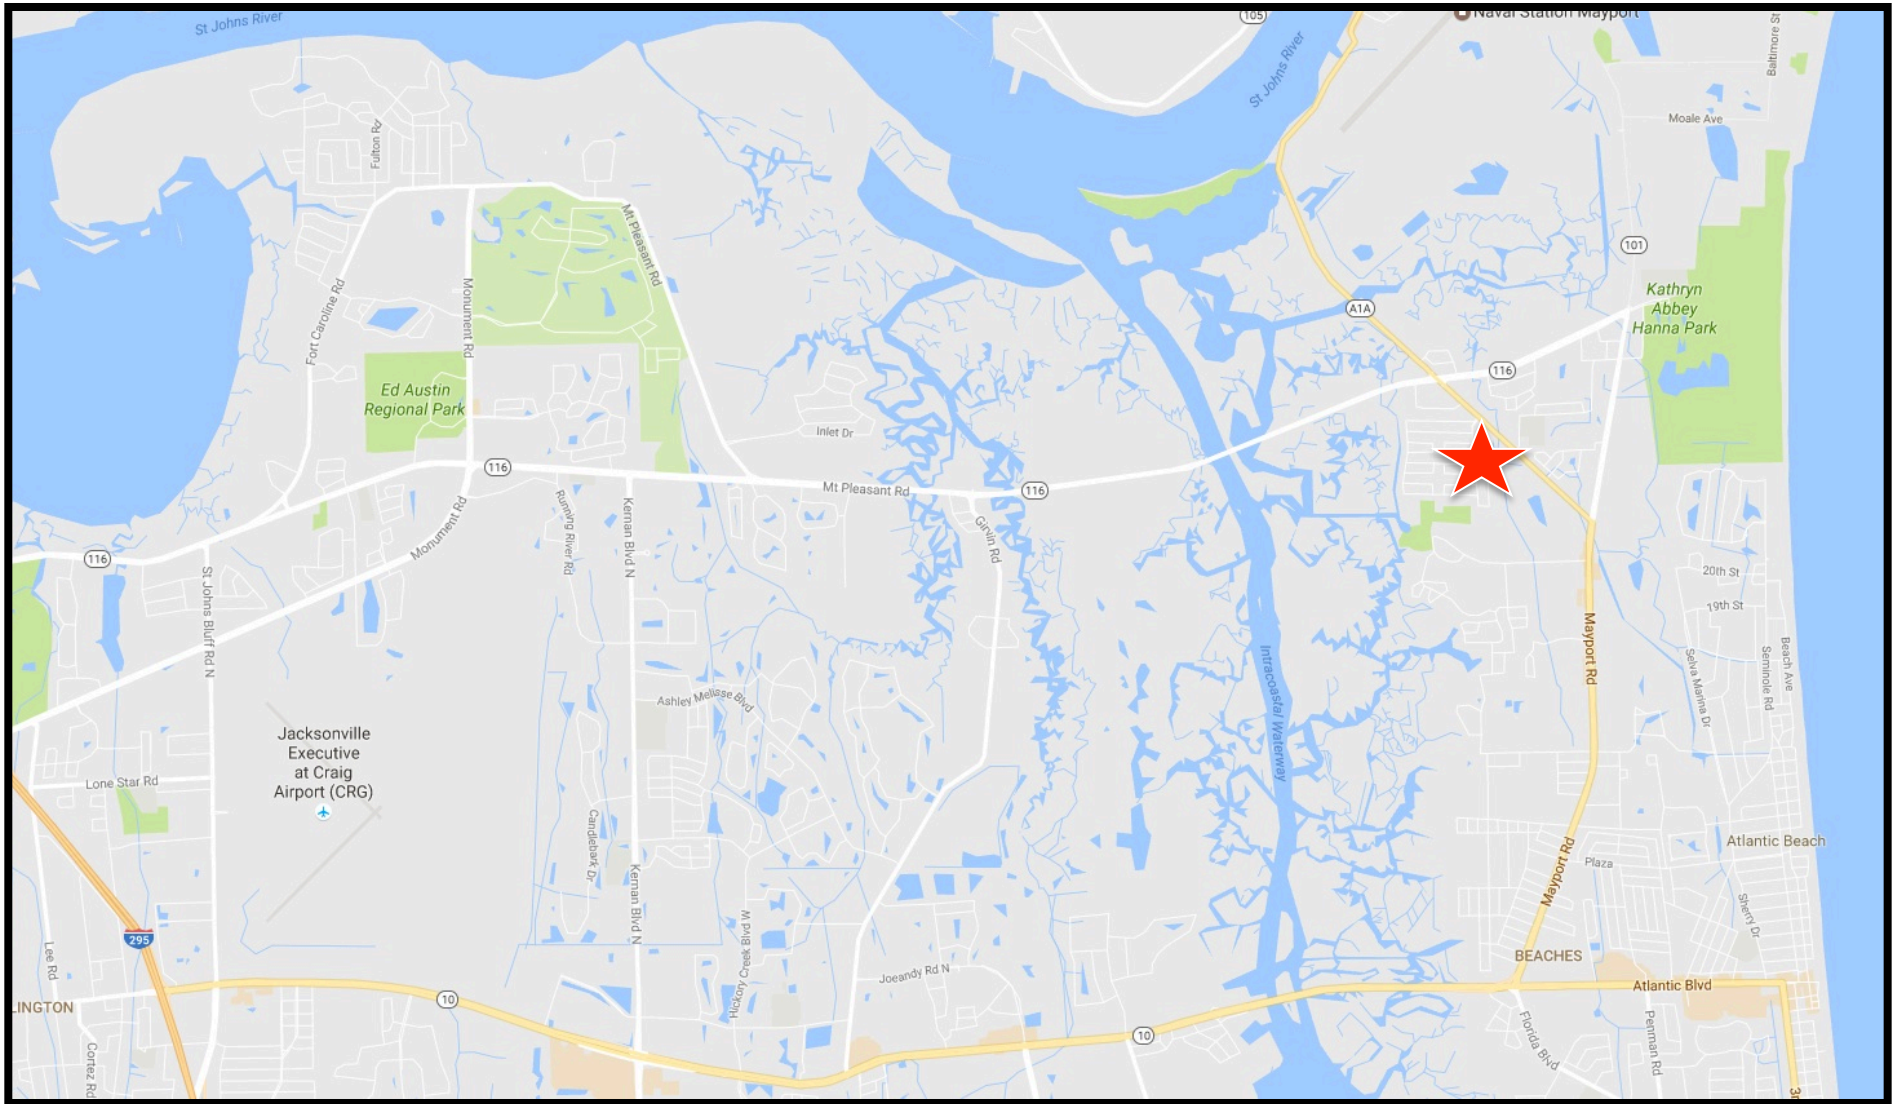 St Johns River
105
Naval Station Mayport
Baltimore St
St Johns River
Moale Ave
Fulton Rd
Mt Pleasant Rd
101
Fort Caroline Rd
Monument Rd
A1A
Kathryn
Abbey
Hanna Park
116
Ed Austin
Regional Park
Inlet Dr
116
Mt Pleasant Rd
116
Monument Rd
Running River Rd
Kernan Blvd N
Girvin Rd
116
St Johns Bluff Rd N
20th St
19th St
Mayport Rd
Intracoastal Waterway
Selva Marina Dr
Seminole Rd
Beach Ave
Ashley Melisse Blvd
Jacksonville
Executive
at Craig
Airport (CRG)
Lone Star Rd
Candlebark Dr
Atlantic Beach
Mayport Rd
Plaza
Kernan Blvd N
Sherry Dr
295
Lee Rd
Hickory Creek Blvd W
BEACHES
Joeandy Rd N
Atlantic Blvd
10
LINGTON
10
Florida Blvd
Penman Rd
Cortez Rd
3r